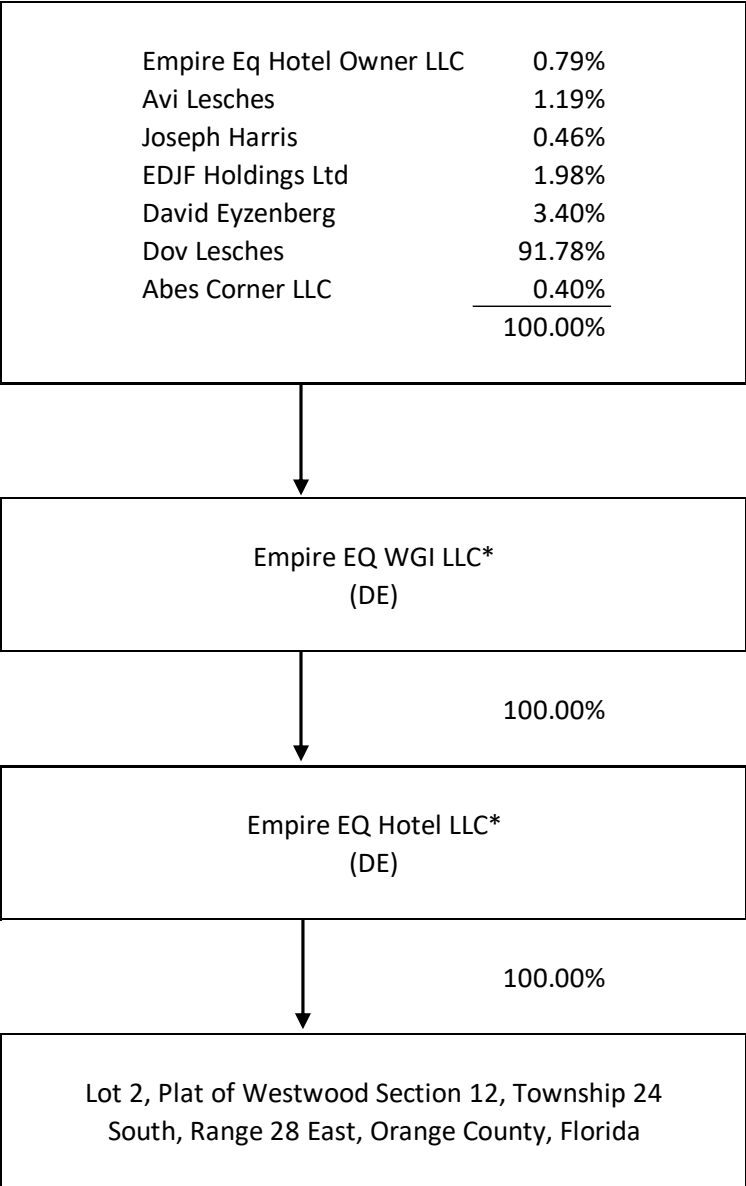 Empire Eq Hotel Owner LLC 0.79%
Avi Lesches 1.19%
Joseph Harris 0.46%
EDJF Holdings Ltd 1.98%
David Eyzenberg 3.40%
Dov Lesches 91.78%
Abes Corner LLC 0.40%
100.00%
Empire EQ WGI LLC*
(DE)
100.00%
Empire EQ Hotel LLC*
(DE)
100.00%
Lot 2, Plat of Westwood Section 12, Township 24
South, Range 28 East, Orange County, Florida